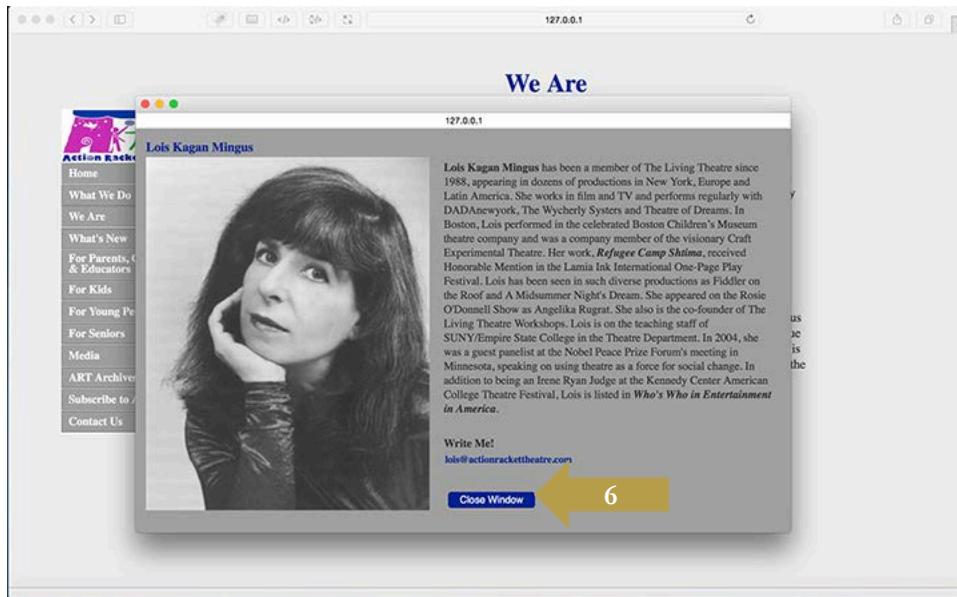 127.0.0.1
We Are
127.0.0.1
Lois Kagan Mingus
Action Racke
Home
What We Do
We Are
What's New
For Parents,
& Educators
For Kids
For Young Pe
For Seniors
Media
ART Archive
Subscribe to
Contact Us
Lois Kagan Mingus has been a member of The Living Theatre since
1988, appearing in dozens of productions in New York, Europe and
Latin America. She works in film and TV and performs regularly with
DADAnewyork, The Wycherly Systers and Theatre of Dreams. In
Boston, Lois performed in the celebrated Boston Children's Museum
theatre company and was a company member of the visionary Craft
Experimental Theatre. Her work, Refugee Camp Shtima, received
Honorable Mention in the Lamia Ink International One-Page Play
Festival. Lois has been seen in such diverse productions as Fiddler on
the Roof and A Midsummer Night's Dream. She appeared on the Rosie
O'Donnell Show as Angelika Rugrat. She also is the co-founder of The
Living Theatre Workshops. Lois is on the teaching staff of
SUNY/Empire State College in the Theatre Department. In 2004, she
was a guest panelist at the Nobel Peace Prize Forum's meeting in
Minnesota, speaking on using theatre as a force for social change. In
addition to being an Irene Ryan Judge at the Kennedy Center American
College Theatre Festival, Lois is listed in Who's Who in Entertainment
in America.
Write Me!
lois@actionrackettheatre.com
Close Window
6
y
us
ue
is
the